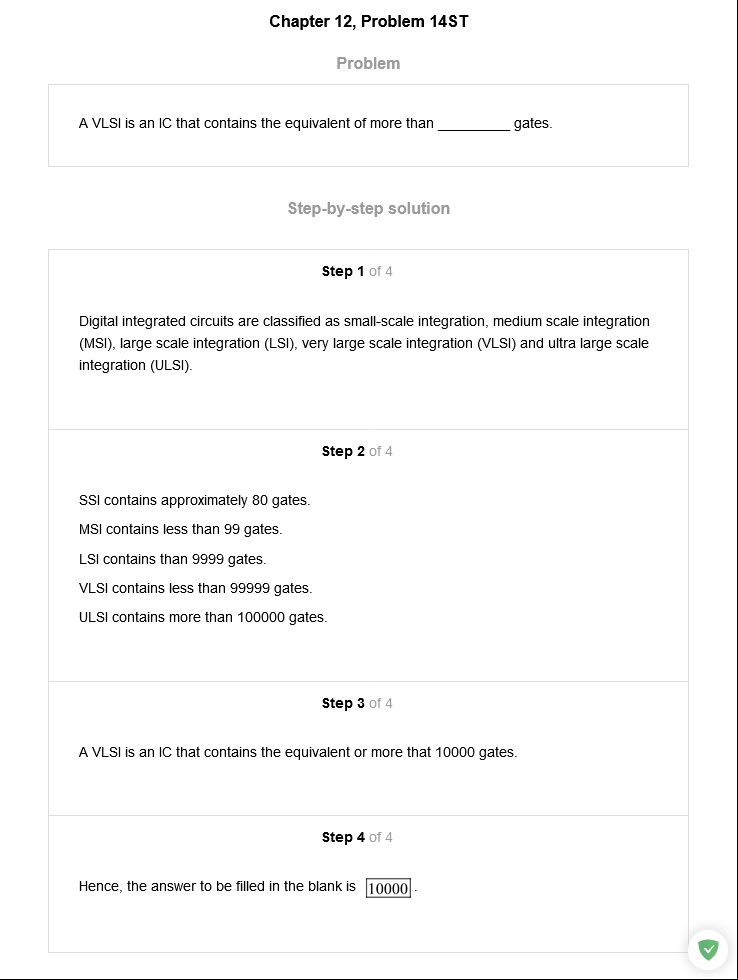 Chapter 12, Problem 14ST
Problem
A VLSI is an IC that contains the equivalent of more than __________ gates.
Step-by-step solution
Step 1 of 4
Digital integrated circuits are classified as small-scale integration, medium scale integration
(MSI), large scale integration (LSI), very large scale integration (VLSI) and ultra large scale
integration (ULSI).
Step 2 of 4
SSI contains approximately 80 gates.
MSI contains less than 99 gates.
LSI contains than 9999 gates.
VLSI contains less than 99999 gates.
ULSI contains more than 100000 gates.
Step 3 of 4
A VLSI is an IC that contains the equivalent or more that 10000 gates.
Step 4 of 4
Hence, the answer to be filled in the blank is 10000.